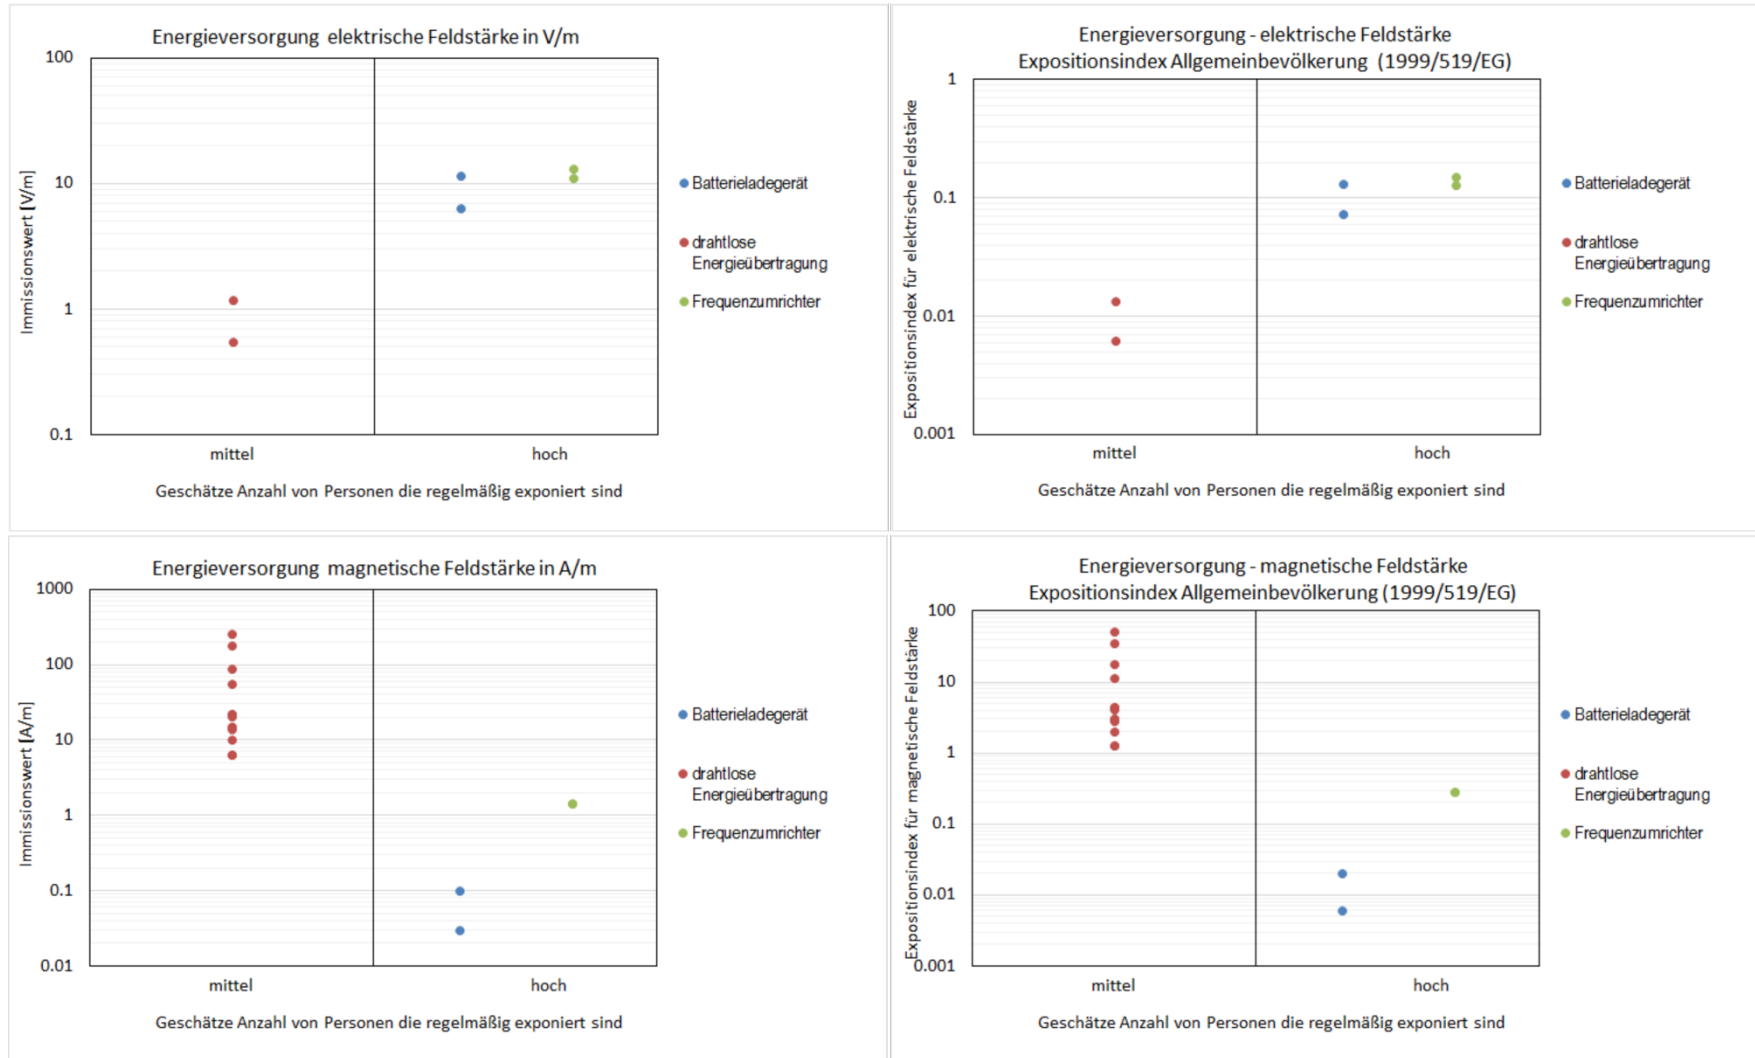 Energieversorgung elektrische Feldstärke in V/m
100
10
1
0.1
Immissionswert [V/m]
mittel
hoch
Geschätze Anzahl von Personen die regelmäßig exponiert sind
Batterieladegerät
drahtlose
Energieübertragung
Frequenzumrichter
Energieversorgung - elektrische Feldstärke
Expositionsindex Allgemeinbevölkerung (1999/519/EG)
1
0.1
0.01
0.001
Expositionsindex für elektrische Feldstärke
mittel
hoch
Geschätze Anzahl von Personen die regelmäßig exponiert sind
Batterieladegerät
drahtlose
Energieübertragung
Frequenzumrichter
Energieversorgung magnetische Feldstärke in A/m
1000
100
10
1
0.1
0.01
Immissionswert [A/m]
mittel
hoch
Geschätze Anzahl von Personen die regelmäßig exponiert sind
Batterieladegerät
drahtlose
Energieübertragung
Frequenzumrichter
Energieversorgung - magnetische Feldstärke
Expositionsindex Allgemeinbevölkerung (1999/519/EG)
100
10
1
0.1
0.01
0.001
Expositionsindex für magnetische Feldstärke
mittel
hoch
Geschätze Anzahl von Personen die regelmäßig exponiert sind
Batterieladegerät
drahtlose
Energieübertragung
Frequenzumrichter